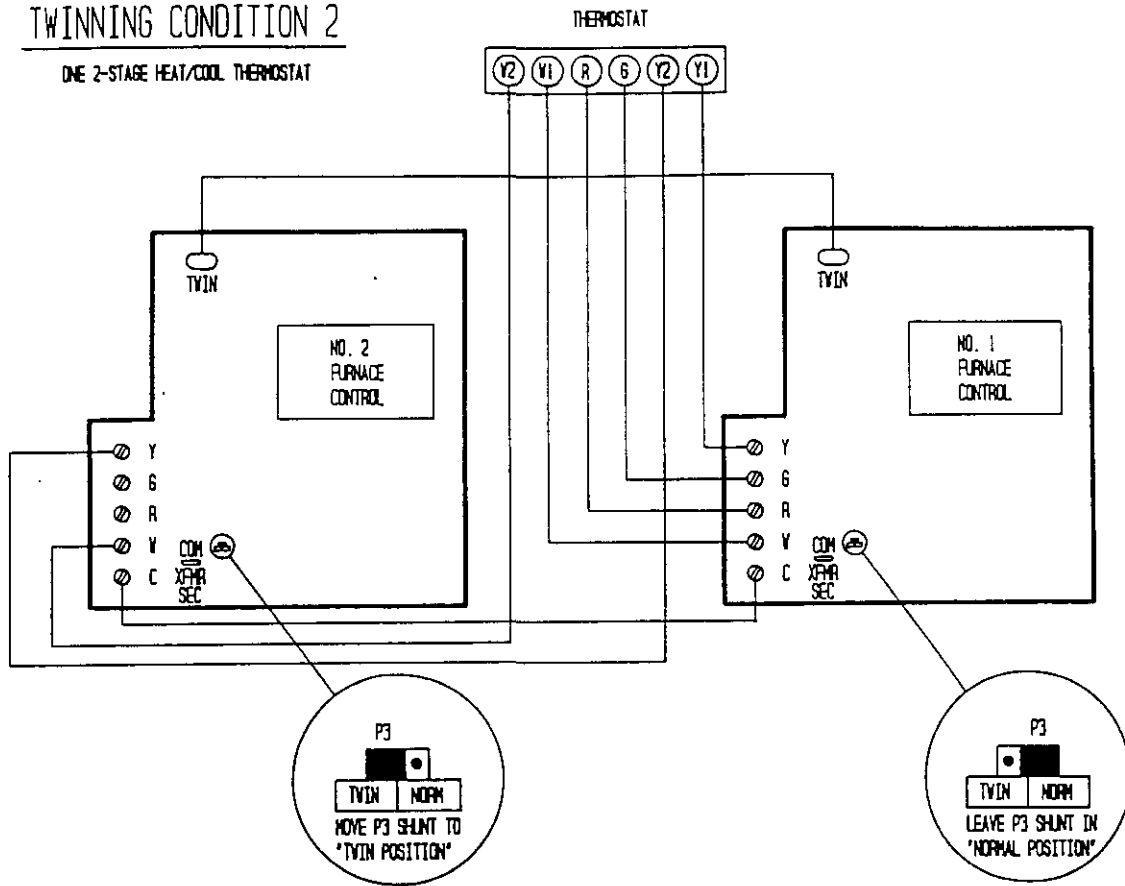 TWINNING CONDITION 2
ONE 2-STAGE HEAT/COOL THERMOSTAT
THERMOSTAT
W2 W1 R G Y2 Y1
TWIN
NO. 2
FURNACE
CONTROL
Y
G
R
W
C
COM
XFMR
SEC
TWIN
NO. 1
FURNACE
CONTROL
Y
G
R
W
C
COM
XFMR
SEC
P3
TWIN NORM
MOVE P3 SHUNT TO
"TWIN POSITION"
P3
TWIN NORM
LEAVE P3 SHUNT IN
"NORMAL POSITION"